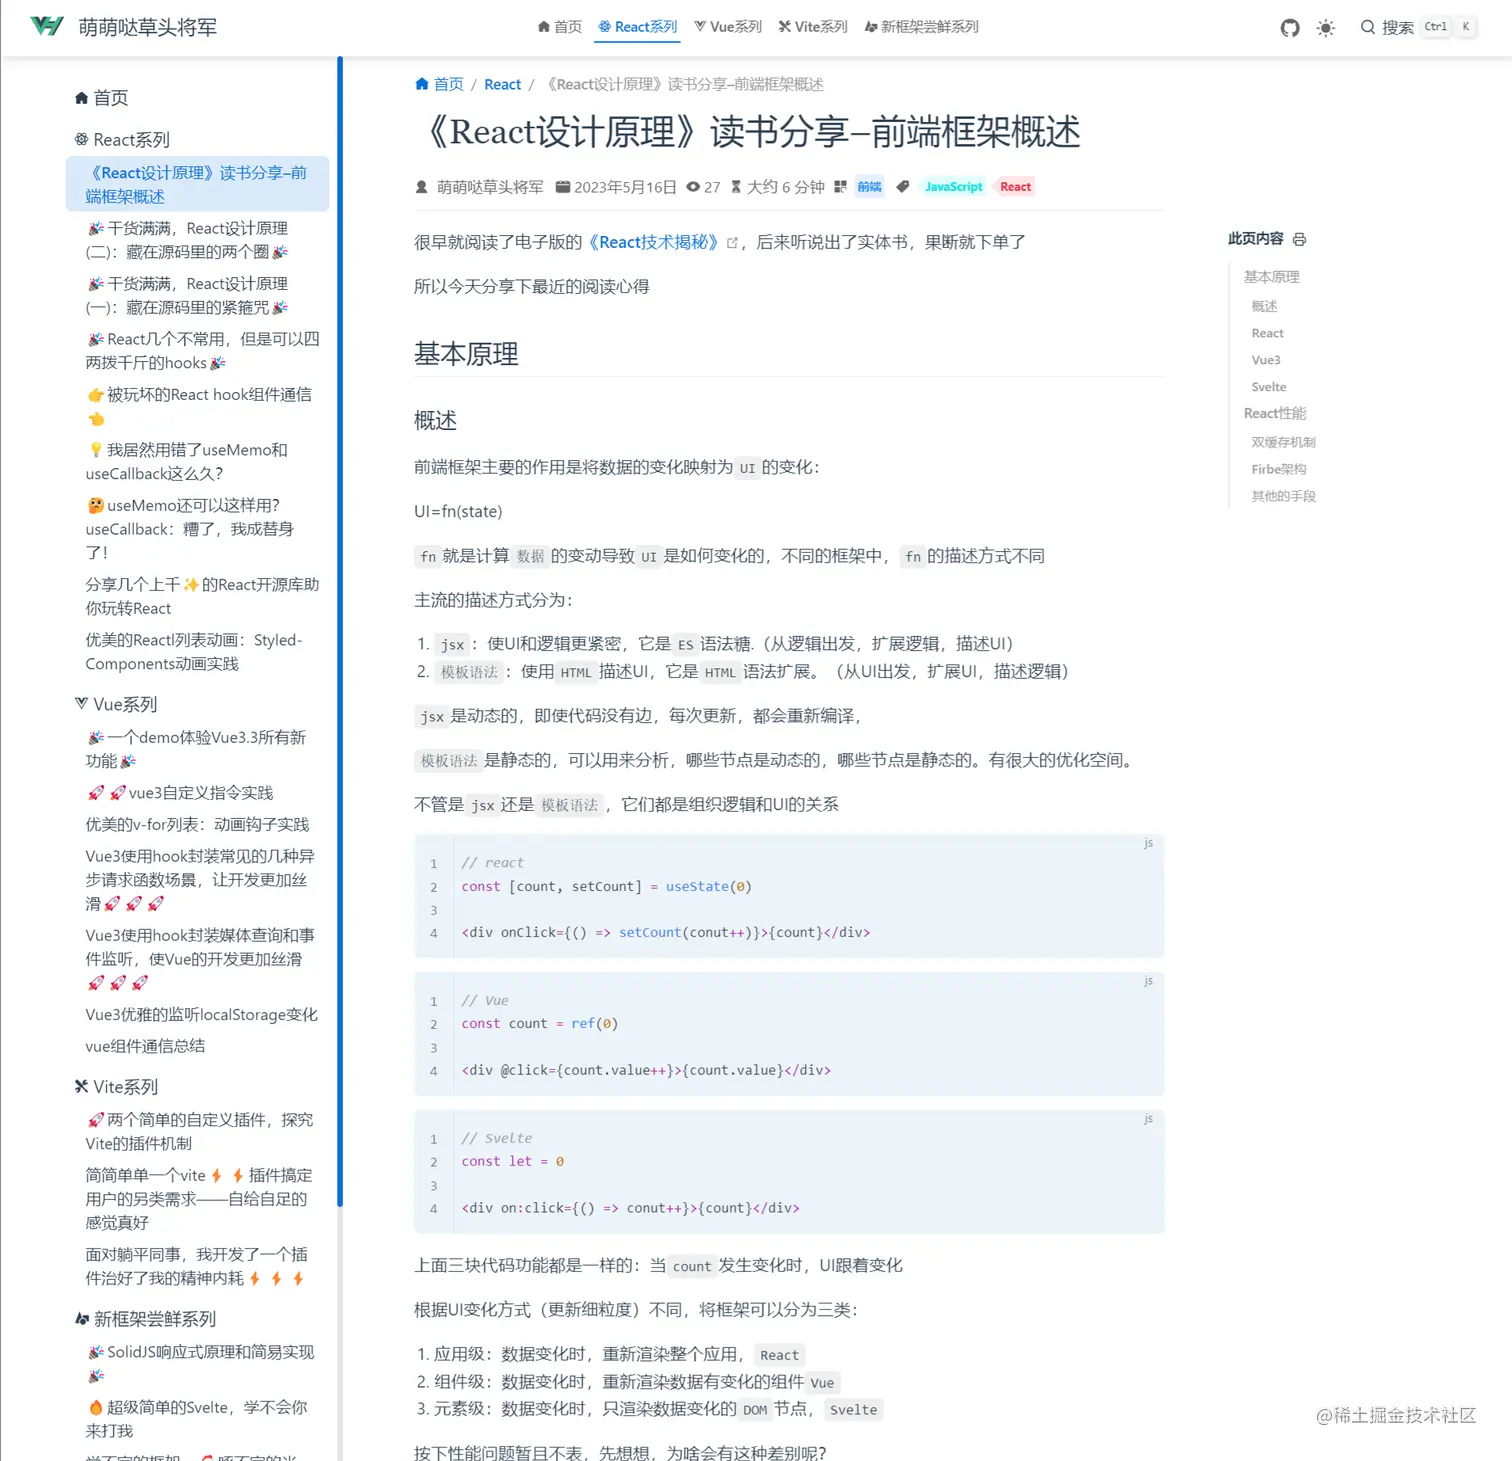 萌萌哒草头将军
首页 React系列 Vue系列 Vite系列 新框架尝鲜系列
搜索 Ctrl K
首页
React系列
《React设计原理》读书分享–前
端框架概述
🎉干货满满，React设计原理
(二)：藏在源码里的两个圈🎉
🎉干货满满，React设计原理
(一)：藏在源码里的紧箍咒🎉
🎉React几个不常用，但是可以四
两拨千斤的hooks🎉
👉被玩坏的React hook组件通信
👈
💡我居然用错了useMemo和
useCallback这么久？
🤔useMemo还可以这样用？
useCallback：糟了，我成替身
了！
分享几个上千✨的React开源库助
你玩转React
优美的Reactl列表动画：Styled-
Components动画实践
Vue系列
🎉一个demo体验Vue3.3所有新
功能🎉
🚀🚀vue3自定义指令实践
优美的v-for列表：动画钩子实践
Vue3使用hook封装常见的几种异
步请求函数场景，让开发更加丝
滑🚀🚀🚀
Vue3使用hook封装媒体查询和事
件监听，使Vue的开发更加丝滑
🚀🚀🚀
Vue3优雅的监听localStorage变化
vue组件通信总结
Vite系列
🚀两个简单的自定义插件，探究
Vite的插件机制
简简单单一个vite⚡⚡插件搞定
用户的另类需求——自给自足的
感觉真好
面对躺平同事，我开发了一个插
件治好了我的精神内耗⚡⚡⚡
新框架尝鲜系列
🎉SolidJS响应式原理和简易实现
🎉
🔥超级简单的Svelte，学不会你
来打我
首页 / React / 《React设计原理》读书分享–前端框架概述
《React设计原理》读书分享–前端框架概述
萌萌哒草头将军 2023年5月16日 27 大约 6 分钟 前端 JavaScript React
很早就阅读了电子版的《React技术揭秘》，后来听说出了实体书，果断就下单了
所以今天分享下最近的阅读心得
基本原理
概述
前端框架主要的作用是将数据的变化映射为 UI 的变化：
UI=fn(state)
fn 就是计算 数据 的变动导致 UI 是如何变化的，不同的框架中， fn 的描述方式不同
主流的描述方式分为：
1. jsx ：使UI和逻辑更紧密，它是 ES 语法糖.（从逻辑出发，扩展逻辑，描述UI）
2. 模板语法 ：使用 HTML 描述UI，它是 HTML 语法扩展。（从UI出发，扩展UI，描述逻辑）
jsx 是动态的，即使代码没有边，每次更新，都会重新编译，
模板语法 是静态的，可以用来分析，哪些节点是动态的，哪些节点是静态的。有很大的优化空间。
不管是 jsx 还是 模板语法 ，它们都是组织逻辑和UI的关系
js
1 // react
2 const [count, setCount] = useState(0)
3
4 <div onClick={() => setCount(conut++)}>{count}</div>
js
1 // Vue
2 const count = ref(0)
3
4 <div @click={count.value++}>{count.value}</div>
js
1 // Svelte
2 const let = 0
3
4 <div on:click={() => conut++}>{count}</div>
上面三块代码功能都是一样的：当 count 发生变化时，UI跟着变化
根据UI变化方式（更新细粒度）不同，将框架可以分为三类：
1. 应用级：数据变化时，重新渲染整个应用， React
2. 组件级：数据变化时，重新渲染数据有变化的组件 Vue
3. 元素级：数据变化时，只渲染数据变化的 DOM 节点， Svelte
按下性能问题暂且不表，先想想，为啥会有这种差别呢？
此页内容
基本原理
概述
React
Vue3
Svelte
React性能
双缓存机制
Firbe架构
其他的手段
@稀土掘金技术社区